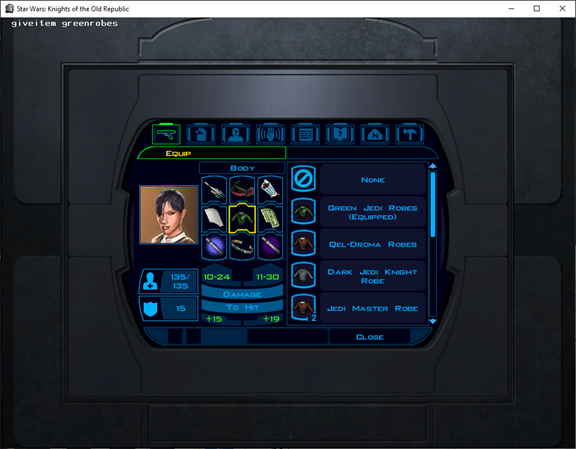 Star Wars: Knights of the Old Republic
giveitem greenrobes
Equip
Body
None
Green Jedi Robes
(Equipped)
Qel-Droma Robes
Dark Jedi Knight
Robe
Jedi Master Robe
2
135/
135
15
10-24
11-30
Damage
To Hit
+15
+19
Close